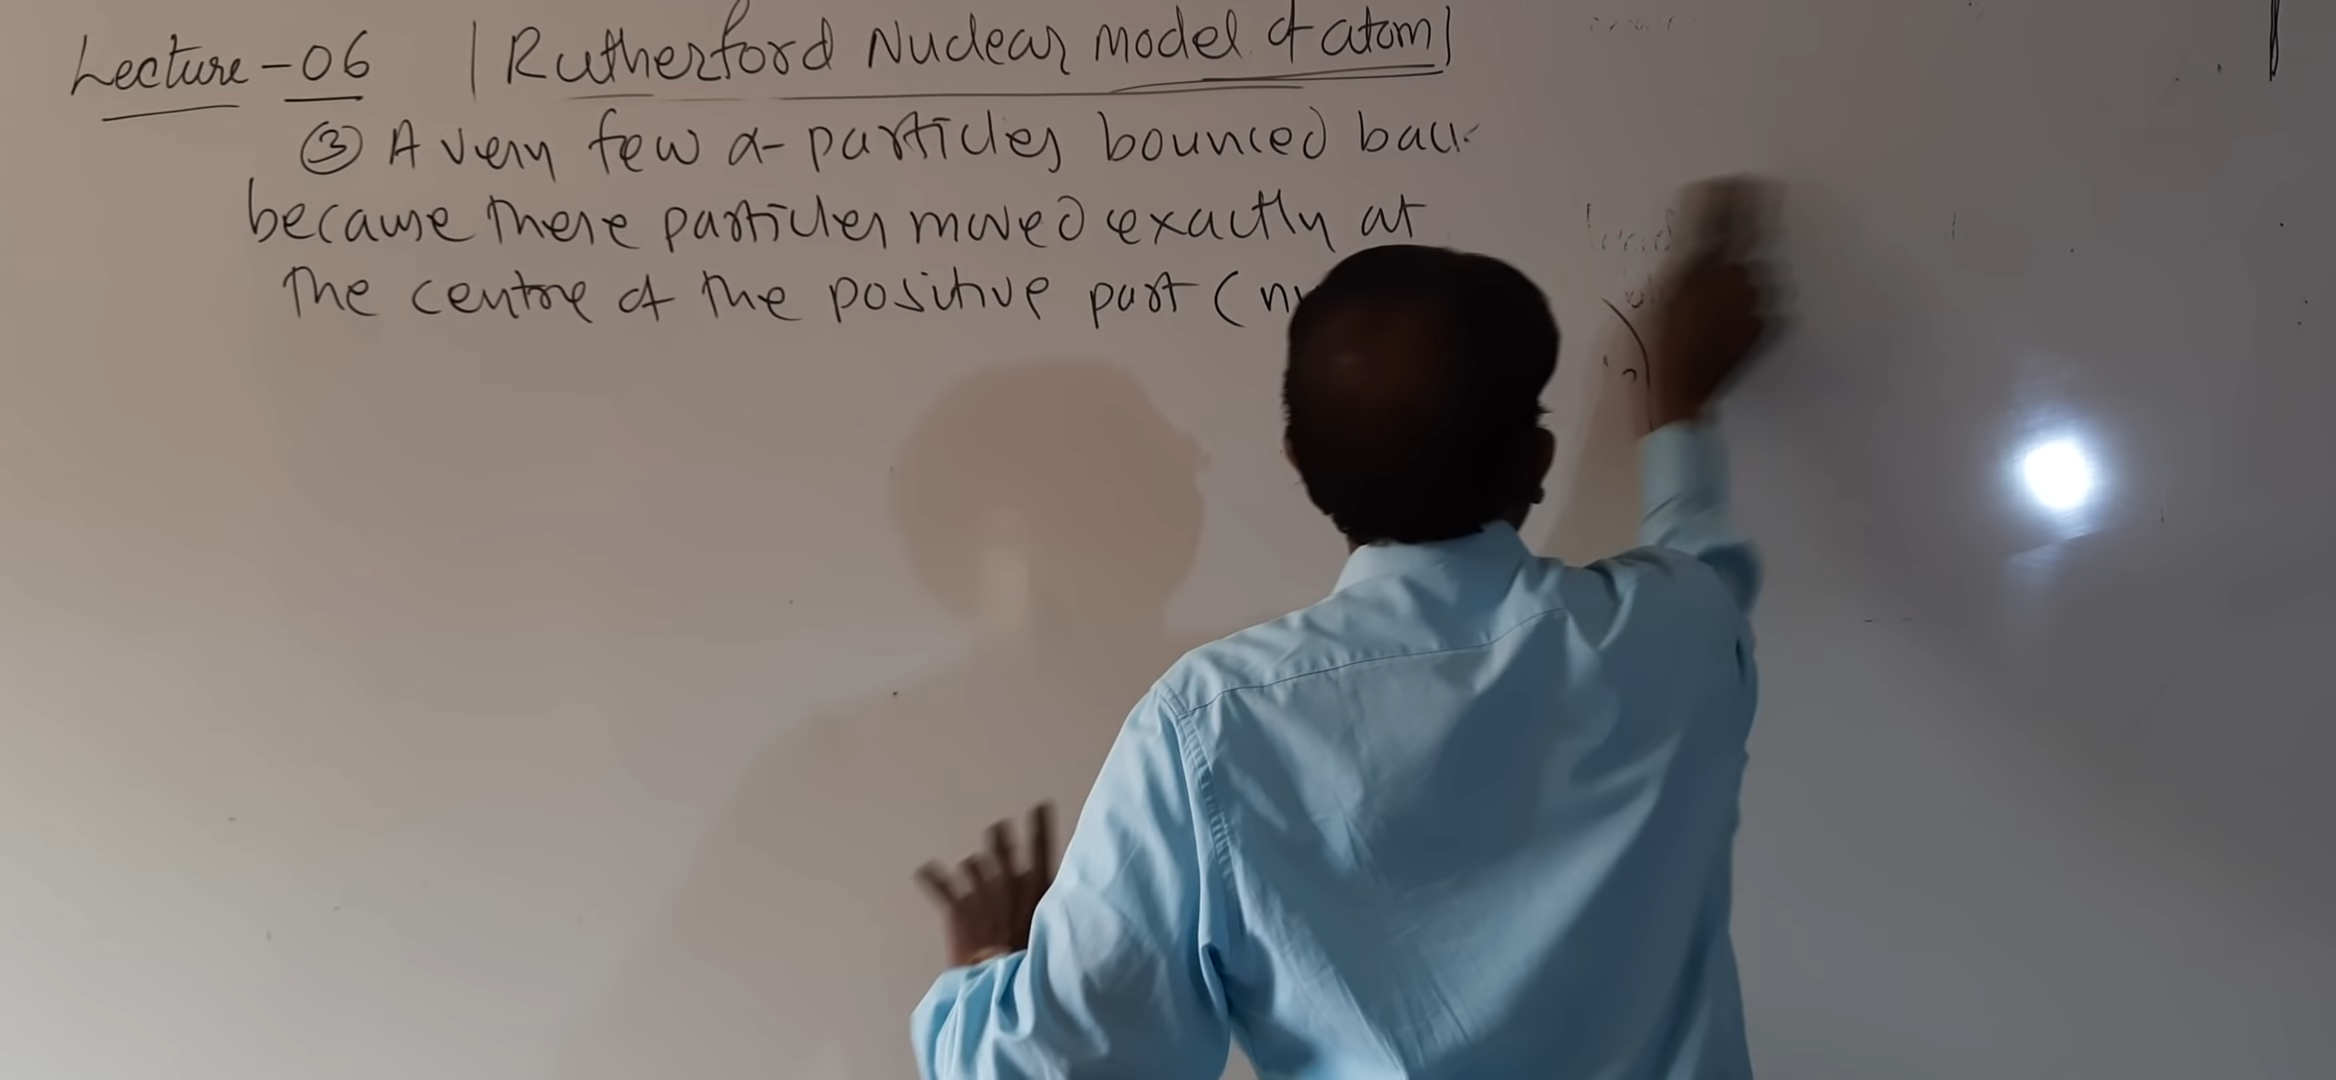 Lecture-06 | Rutherford Nuclear model of atom |
③ A very few α-particles bounced back
because these particles moved exactly at
the centre of the positive part (